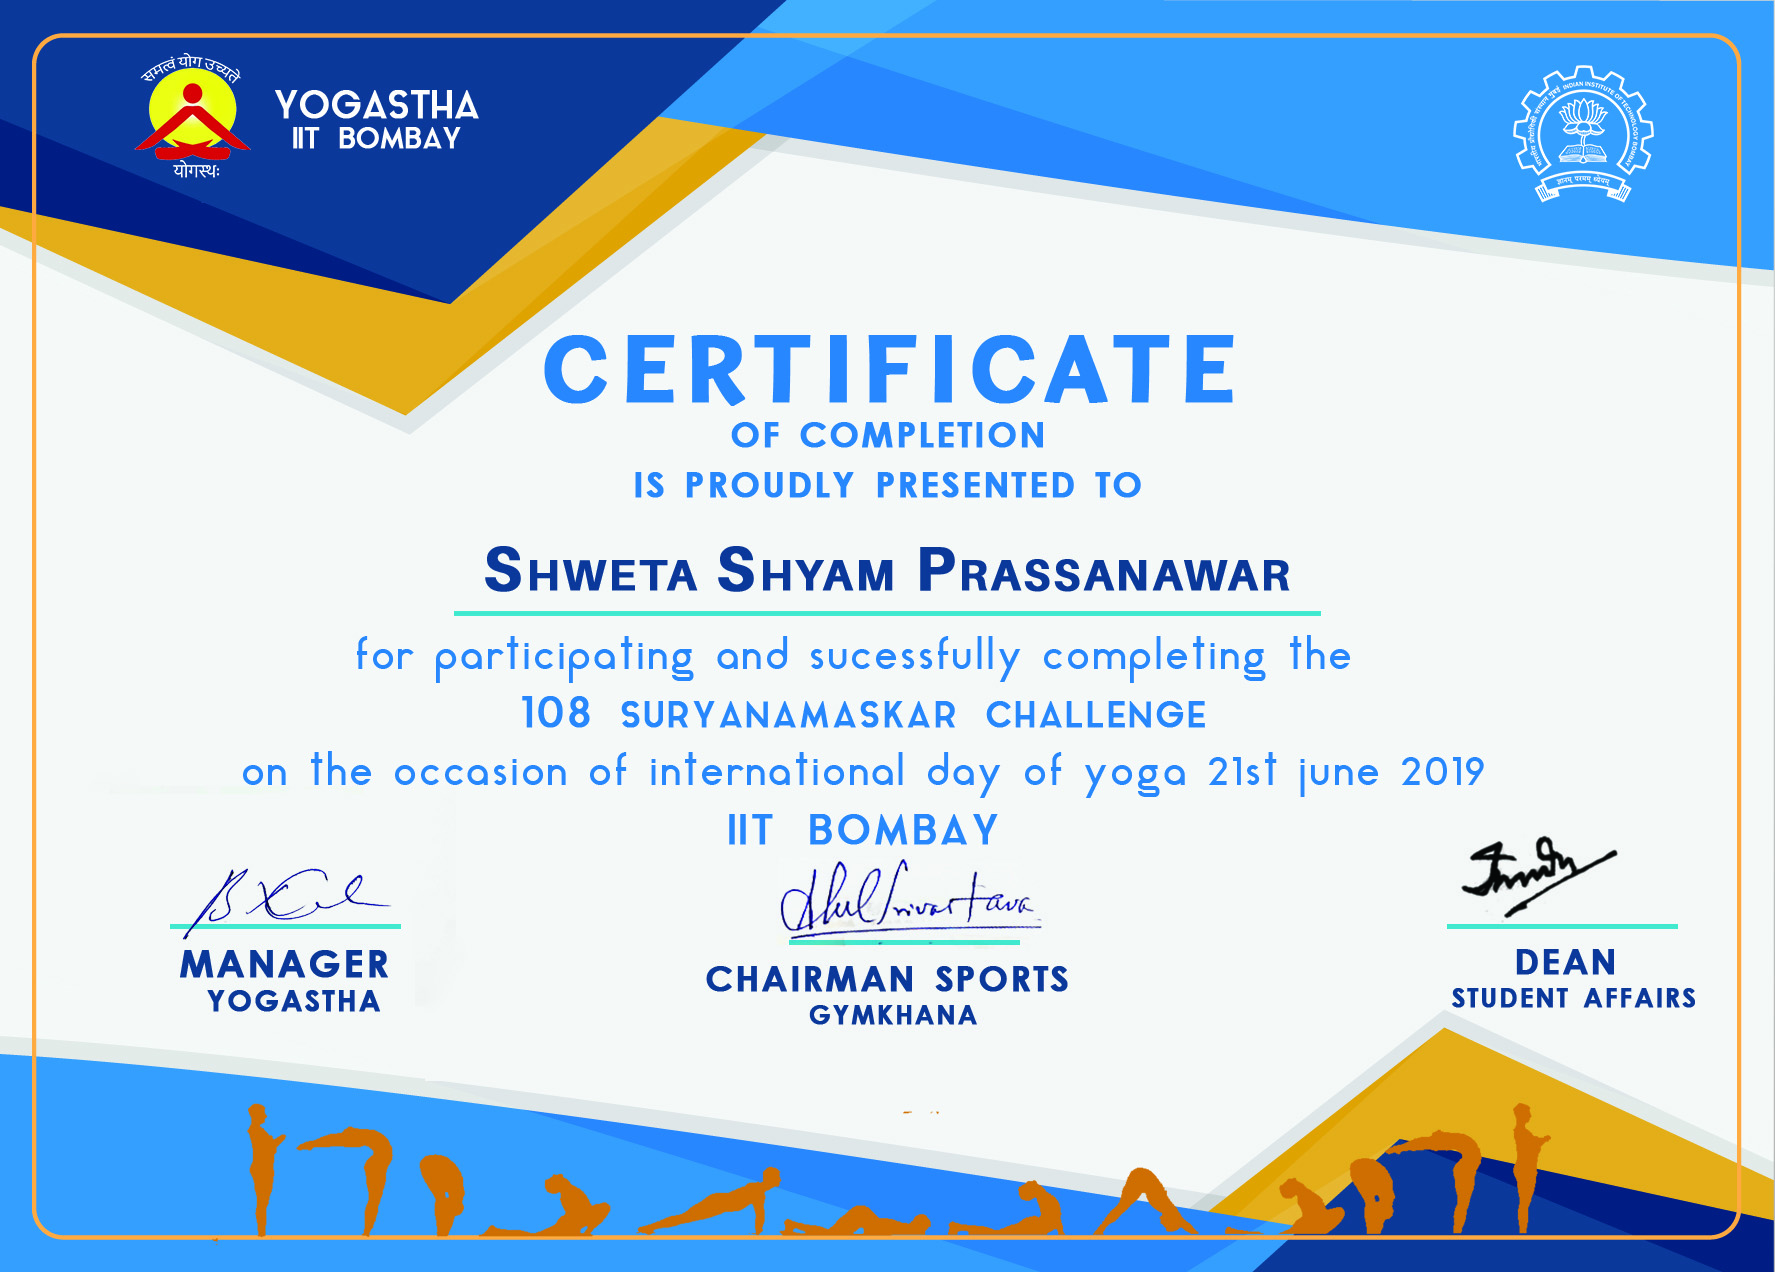 समत्वं योग उच्यते
योगस्थः
YOGASTHA
IIT BOMBAY
भारतीय प्रौद्योगिकी संस्थान मुंबई
INDIAN INSTITUTE OF TECHNOLOGY BOMBAY
ज्ञानम् परमम् ध्येयम्
CERTIFICATE
OF COMPLETION
IS PROUDLY PRESENTED TO
SHWETA SHYAM PRASSANAWAR
for participating and sucessfully completing the
108 SURYANAMASKAR CHALLENGE
on the occasion of international day of yoga 21st june 2019
IIT BOMBAY
MANAGER
YOGASTHA
CHAIRMAN SPORTS
GYMKHANA
DEAN
STUDENT AFFAIRS